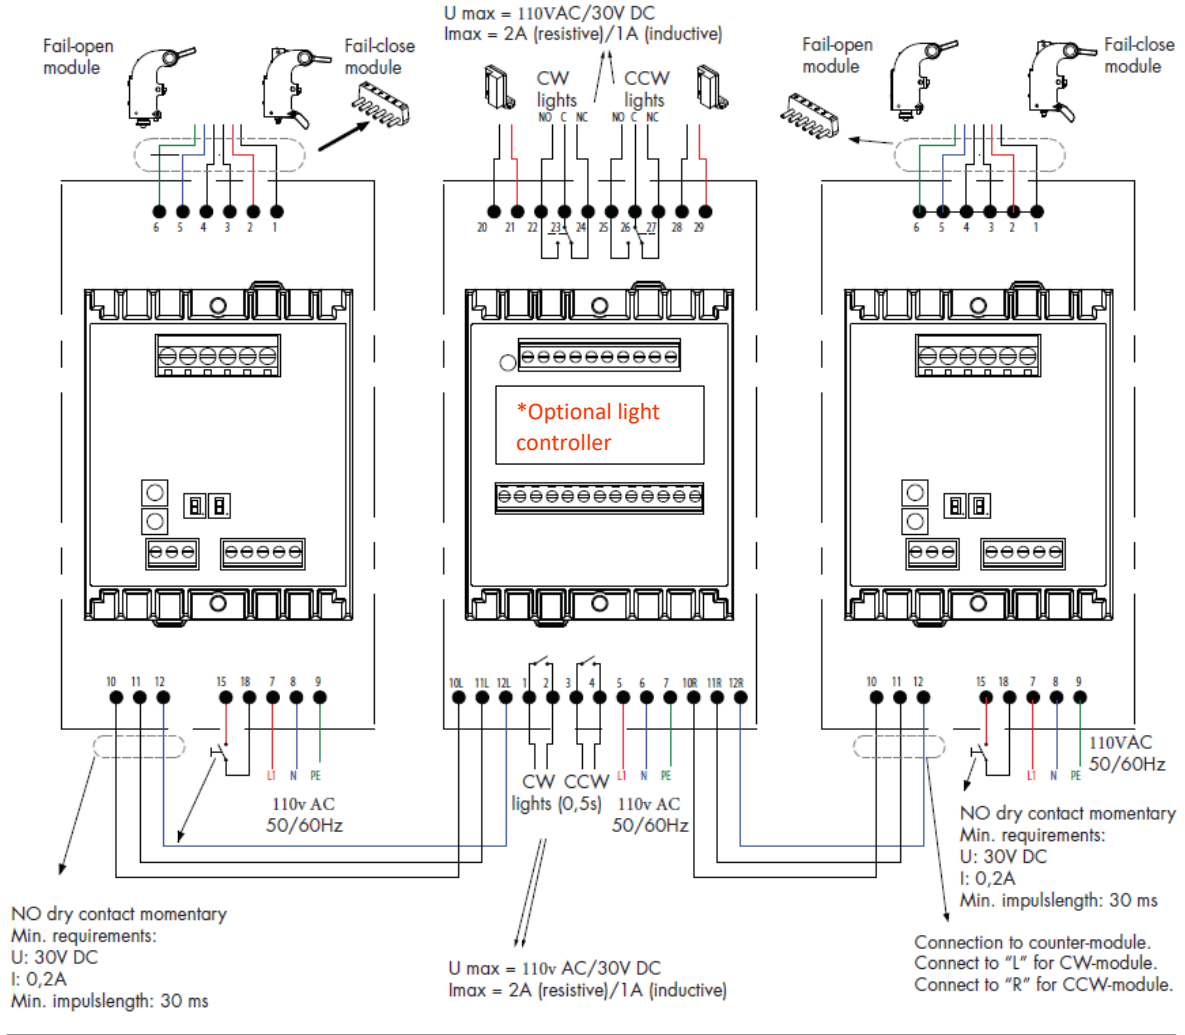 U max = 110VAC/30V DC
Imax = 2A (resistive)/1A (inductive)
Fail-open
module
Fail-close
module
Fail-open
module
Fail-close
module
CW
lights
CCW
lights
NO C NC
NO C NC
6 5 4 3 2 1
20 21 22 23 24 25 26 27 28 29
6 5 4 3 2 1
*Optional light
controller
10 11 12 15 18 7 8 9
10L 11L 12L 1 2 3 4 5 6 7 10R 11R 12R
10 11 12 15 18 7 8 9
L1 N PE
110v AC
50/60Hz
CW CCW
lights (0,5s)
L1 N PE
110v AC
50/60Hz
L1 N PE
110VAC
50/60Hz
NO dry contact momentary
Min. requirements:
U: 30V DC
I: 0,2A
Min. impulslength: 30 ms
NO dry contact momentary
Min. requirements:
U: 30V DC
I: 0,2A
Min. impulslength: 30 ms
U max = 110v AC/30V DC
Imax = 2A (resistive)/1A (inductive)
Connection to counter-module.
Connect to “L” for CW-module.
Connect to “R” for CCW-module.